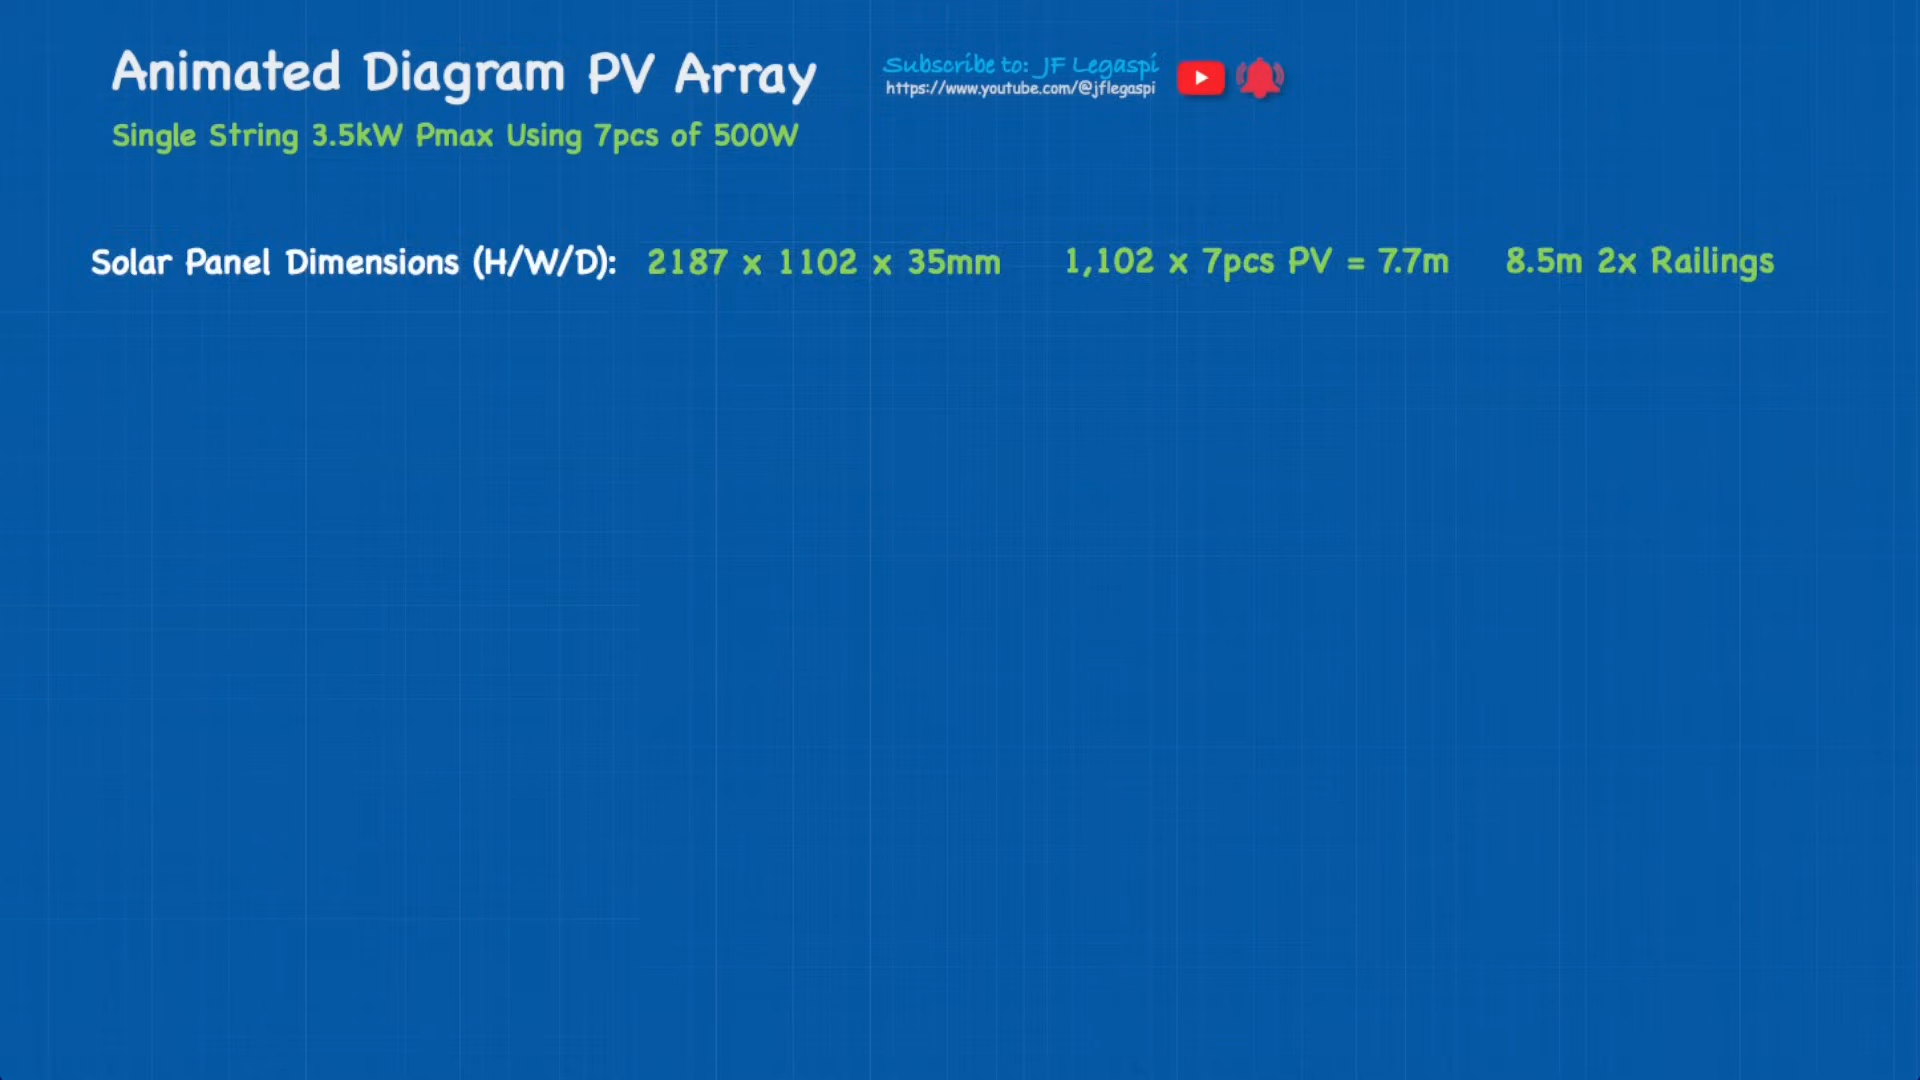 Animated Diagram PV Array
Subscribe to: JF Legaspi
https://www.youtube.com/@jflegaspi
Single String 3.5kW Pmax Using 7pcs of 500W
Solar Panel Dimensions (H/W/D): 2187 x 1102 x 35mm 1,102 x 7pcs PV = 7.7m 8.5m 2x Railings